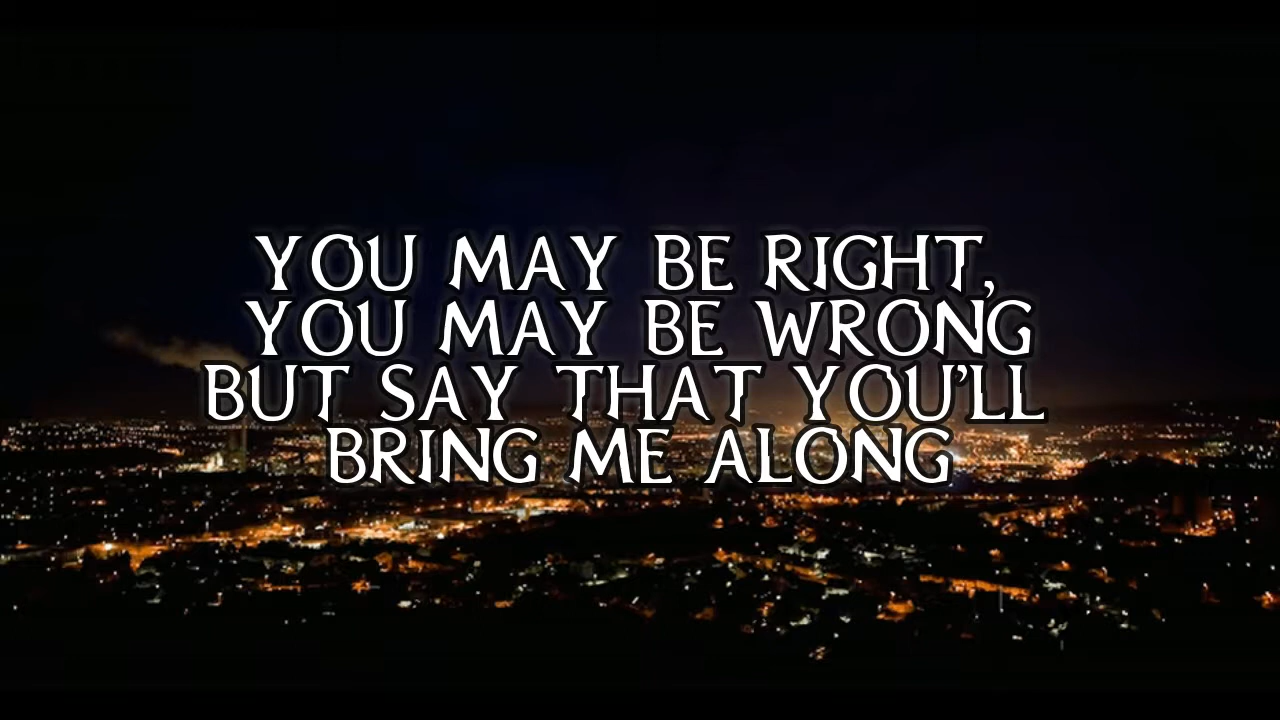 YOU MAY BE RIGHT,
YOU MAY BE WRONG
BUT SAY THAT YOU'LL
BRING ME ALONG